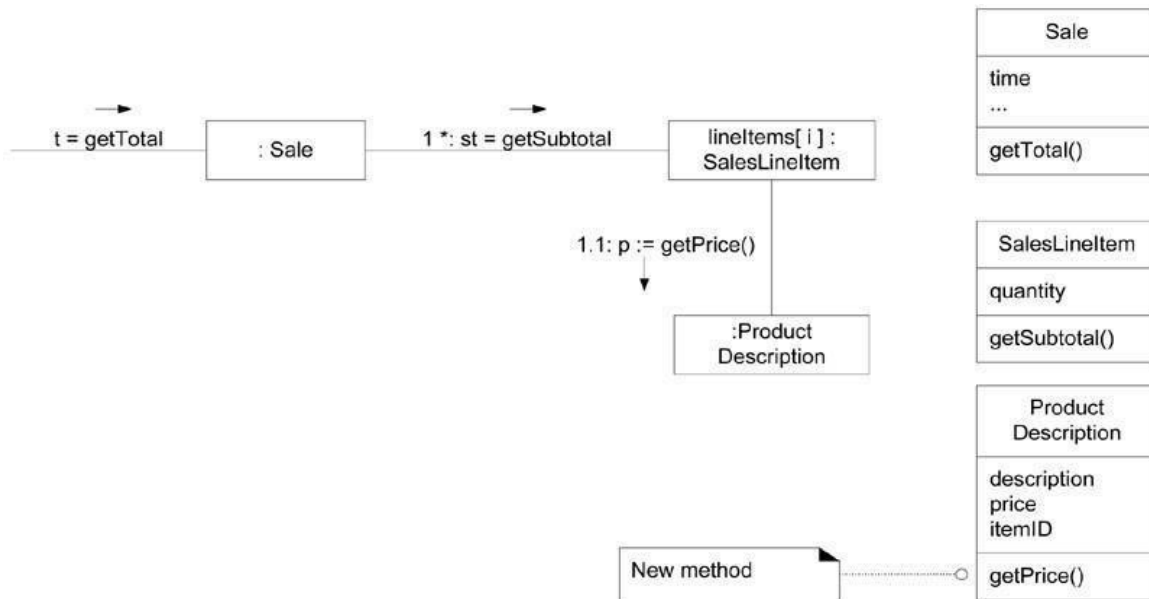 t = getTotal
: Sale
1 *: st = getSubtotal
lineItems[ i ] :
SalesLineItem
1.1: p := getPrice()
:Product
Description
New method
Sale
time
...
getTotal()
SalesLineItem
quantity
getSubtotal()
Product
Description
description
price
itemID
getPrice()